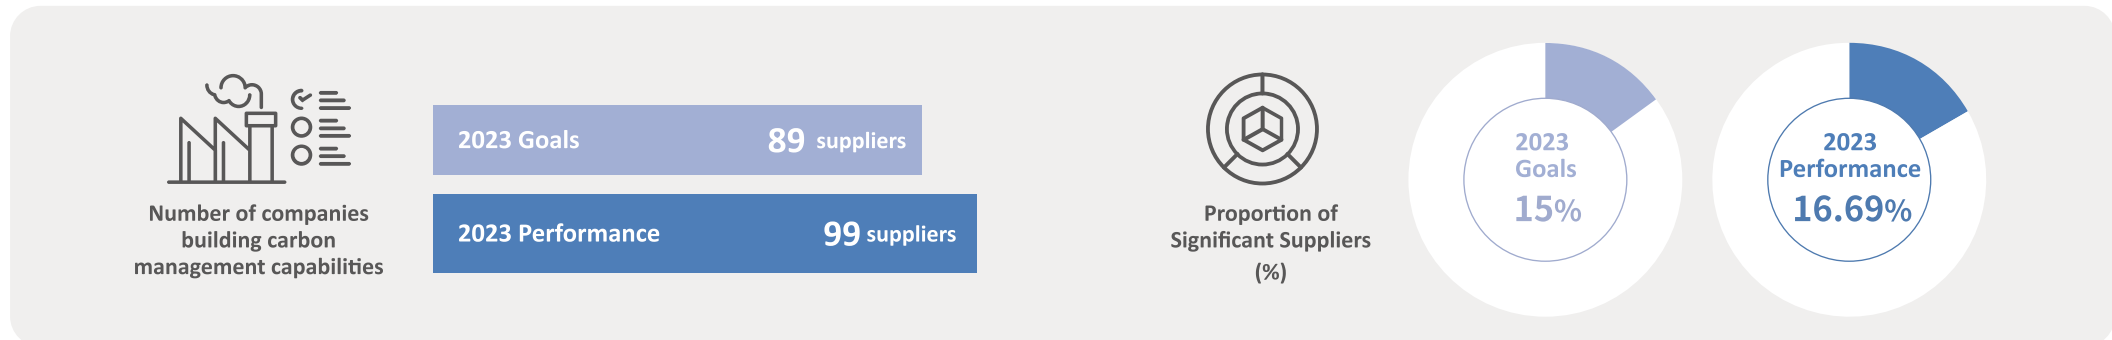 Number of companies
building carbon
management capabilities
2023 Goals 89 suppliers
2023 Performance 99 suppliers
Proportion of
Significant Suppliers
(%)
2023
Goals
15%
2023
Performance
16.69%